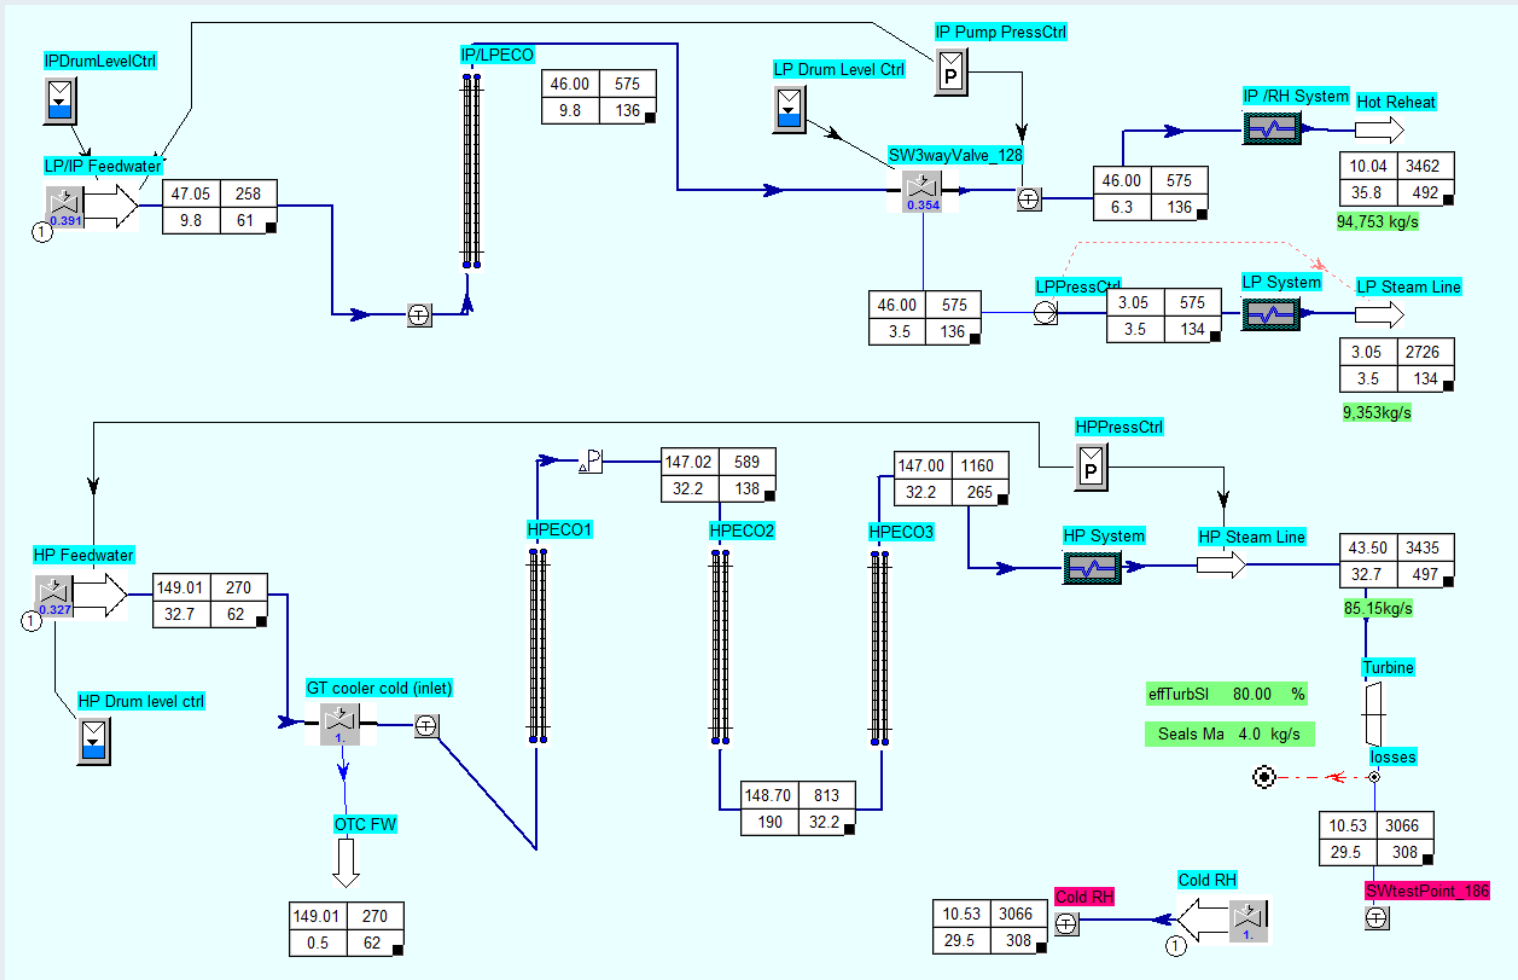 IP Pump PressCtrl
IPDrumLevelCtrl
IP/LPECO
LP Drum Level Ctrl
P
46.00 575
9.8 136
IP /RH System
Hot Reheat
LP/IP Feedwater
SW3wayValve_128
10.04 3462
35.8 492
47.05 258
9.8 61
0.391
1
0.354
46.00 575
6.3 136
94,753 kg/s
LPPressCtrl
LP System
LP Steam Line
46.00 575
3.5 136
3.05 575
3.5 134
3.05 2726
3.5 134
9,353kg/s
HPPressCtrl
P
147.02 589
32.2 138
147.00 1160
32.2 265
HPECO1
HPECO2
HPECO3
HP System
HP Steam Line
HP Feedwater
43.50 3435
32.7 497
149.01 270
32.7 62
0.327
1
85.15kg/s
Turbine
GT cooler cold (inlet)
HP Drum level ctrl
effTurbSI 80.00 %
Seals Ma 4.0 kg/s
1.
P
losses
148.70 813
190 32.2
OTC FW
10.53 3066
29.5 308
149.01 270
0.5 62
Cold RH
Cold RH
SWtestPoint_186
10.53 3066
29.5 308
1.
1